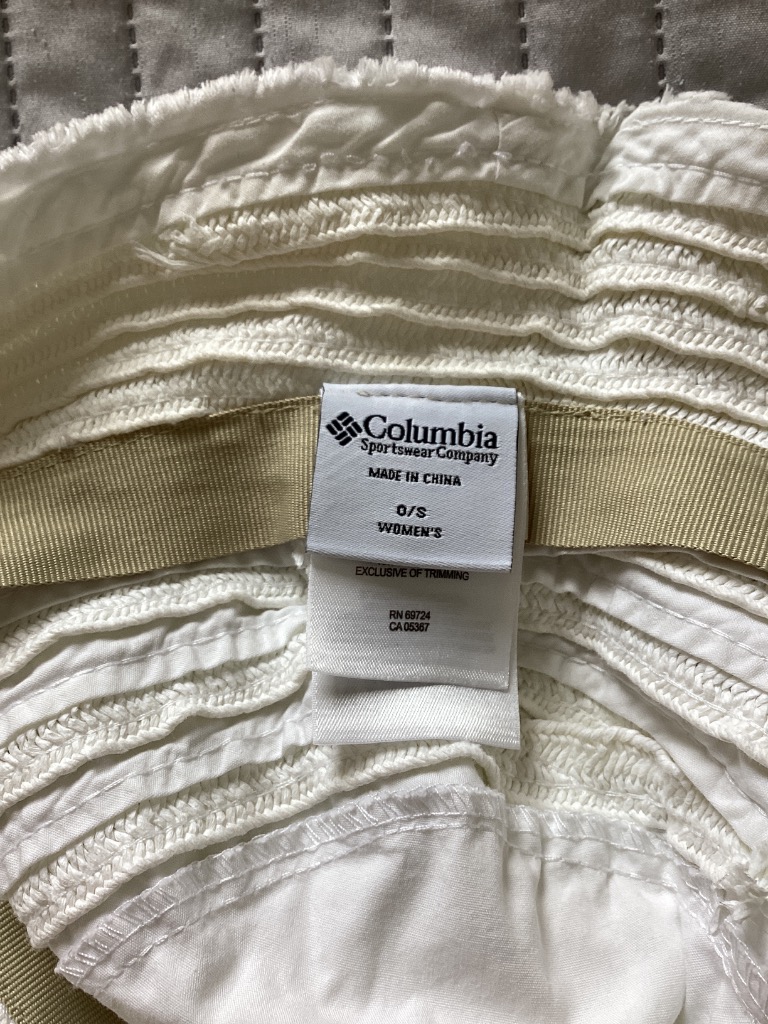 Columbia
Sportswear Company
MADE IN CHINA
O/S
WOMEN'S
EXCLUSIVE OF TRIMMING
RN 69724
CA 05367